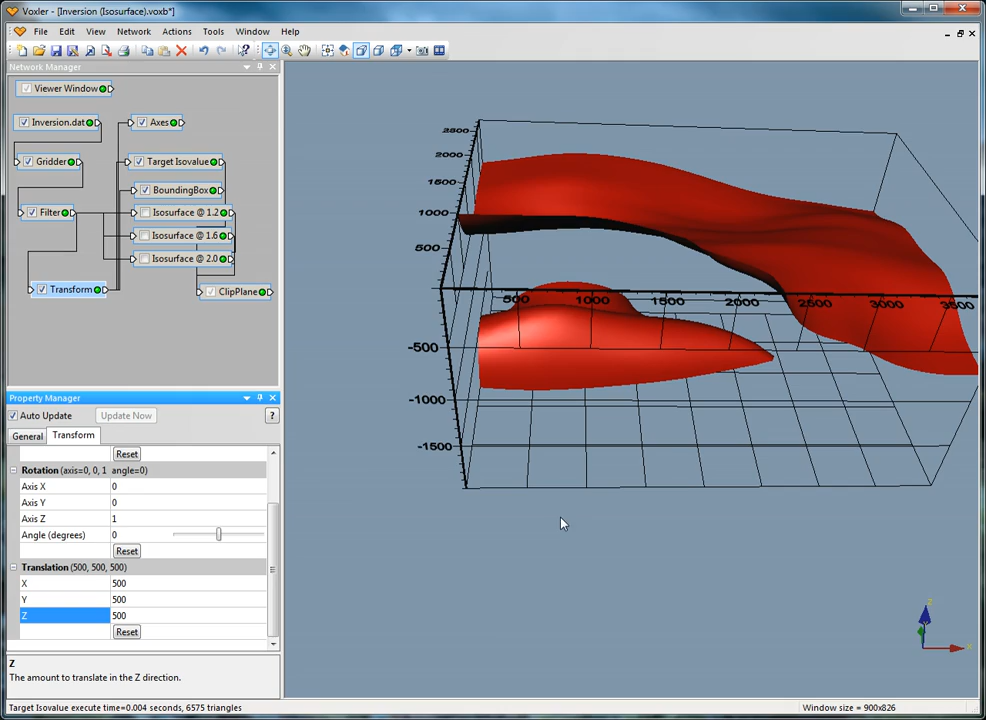 Voxler - [Inversion (Isosurface).voxb*]
File Edit View Network Actions Tools Window Help
Network Manager
Viewer Window
Inversion.dat
Axes
Gridder
Target Isovalue
BoundingBox
Filter
Isosurface @ 1.2
Isosurface @ 1.6
Isosurface @ 2.0
Transform
ClipPlane
Property Manager
Auto Update Update Now ?
General Transform
Reset
Rotation (axis=0, 0, 1 angle=0)
Axis X 0
Axis Y 0
Axis Z 1
Angle (degrees) 0
Reset
Translation (500, 500, 500)
X 500
Y 500
Z 500
Reset
Z
The amount to translate in the Z direction.
2500
2000
1500
1000
500
500 1000 1500 2000 2500 3000 3500
-500
-1000
-1500
z
x
Target Isovalue execute time=0.004 seconds, 6575 triangles
Window size = 900x826